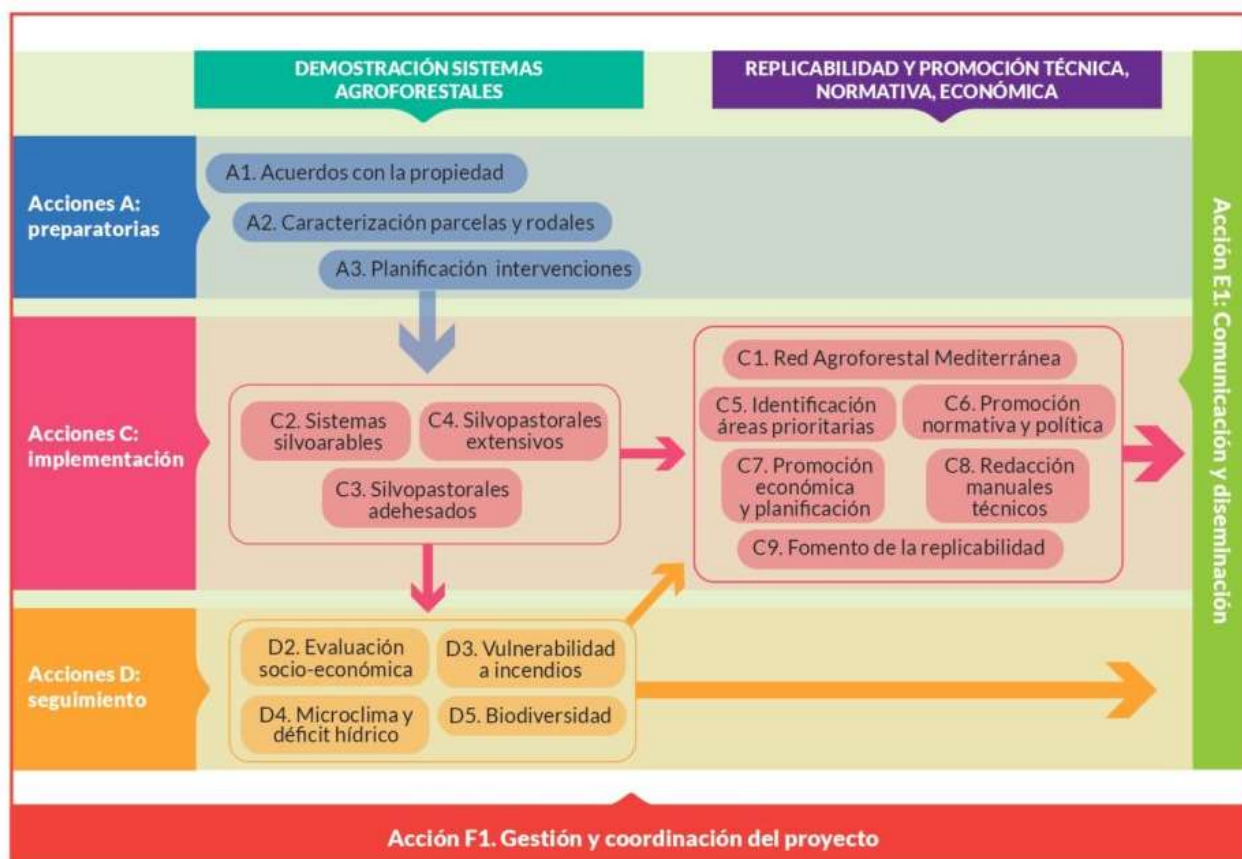 DEMOSTRACIÓN SISTEMAS
AGROFORESTALES
REPLICABILIDAD Y PROMOCIÓN TÉCNICA,
NORMATIVA, ECONÓMICA
Acciones A:
preparatorias
A1. Acuerdos con la propiedad
A2. Caracterización parcelas y rodales
A3. Planificación intervenciones
Acciones C:
implementación
C2. Sistemas
silvoarables
C4. Silvopastorales
extensivos
C3. Silvopastorales
adehesados
C1. Red Agroforestal Mediterránea
C5. Identificación
áreas prioritarias
C6. Promoción
normativa y política
C7. Promoción
económica
y planificación
C8. Redacción
manuales
técnicos
C9. Fomento de la replicabilidad
Acciones D:
seguimiento
D2. Evaluación
socio-económica
D3. Vulnerabilidad
a incendios
D4. Microclima y
déficit hídrico
D5. Biodiversidad
Acción E1: Comunicación y diseminación
Acción F1. Gestión y coordinación del proyecto